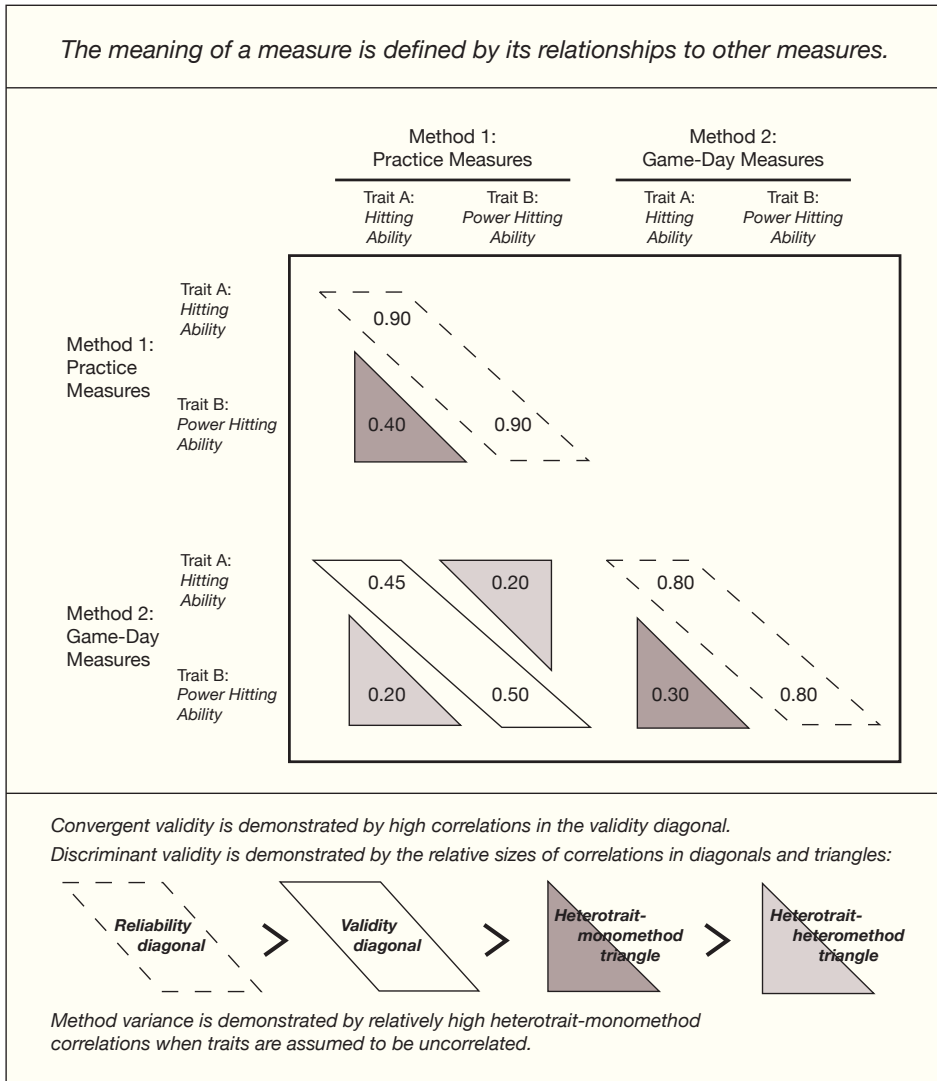 The meaning of a measure is defined by its relationships to other measures.
Method 1:
Practice Measures
Method 2:
Game-Day Measures
Trait A:
Hitting
Ability
Trait B:
Power Hitting
Ability
Trait A:
Hitting
Ability
Trait B:
Power Hitting
Ability
Method 1:
Practice
Measures
Trait A:
Hitting
Ability
0.90
Trait B:
Power Hitting
Ability
0.40
0.90
Method 2:
Game-Day
Measures
Trait A:
Hitting
Ability
0.45
0.20
0.80
Trait B:
Power Hitting
Ability
0.20
0.50
0.30
0.80
Convergent validity is demonstrated by high correlations in the validity diagonal.
Discriminant validity is demonstrated by the relative sizes of correlations in diagonals and triangles:
Reliability
diagonal
>
Validity
diagonal
>
Heterotrait-
monomethod
triangle
>
Heterotrait-
heteromethod
triangle
Method variance is demonstrated by relatively high heterotrait-monomethod
correlations when traits are assumed to be uncorrelated.